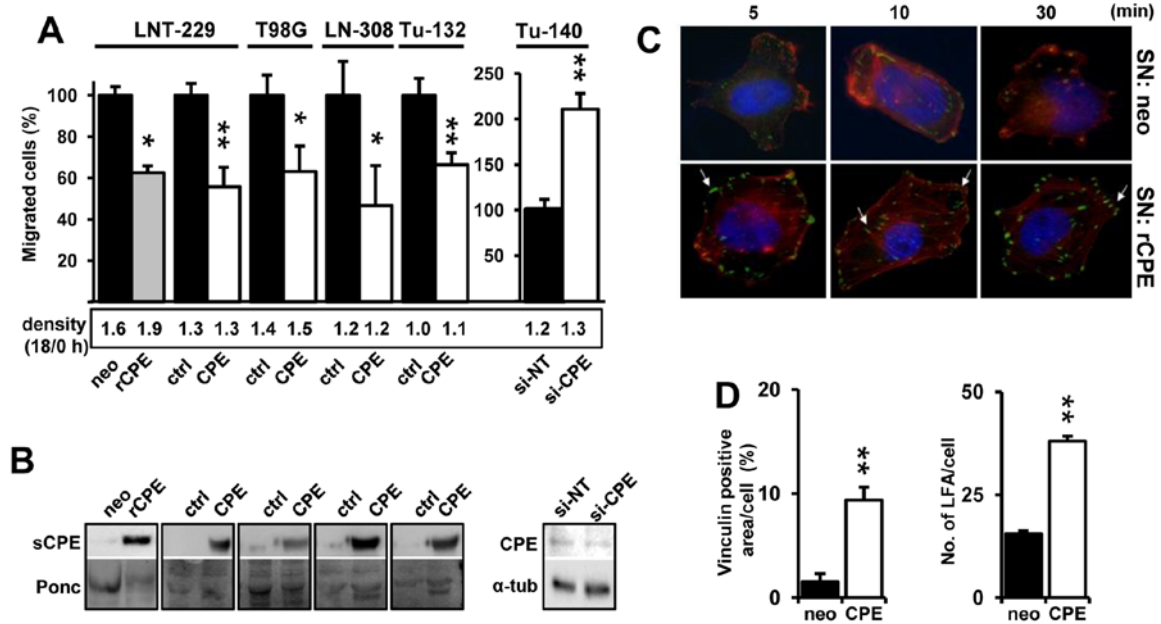 A
LNT-229 T98G LN-308 Tu-132 Tu-140
Migrated cells (%)
100
80
60
40
20
250
200
150
100
50
* ** * * ** **
density (18/0 h)
1.6 1.9 1.3 1.3 1.4 1.5 1.2 1.2 1.0 1.1 1.2 1.3
neo rCPE ctrl CPE ctrl CPE ctrl CPE ctrl CPE si-NT si-CPE
B
neo rCPE ctrl CPE ctrl CPE ctrl CPE ctrl CPE si-NT si-CPE
sCPE
Ponc
CPE
α-tub
C
5 10 30 (min)
SN: neo
SN: rCPE
D
Vinculin positive
area/cell (%)
20
10
0
**
neo CPE
No. of LFA/cell
50
25
0
**
neo CPE